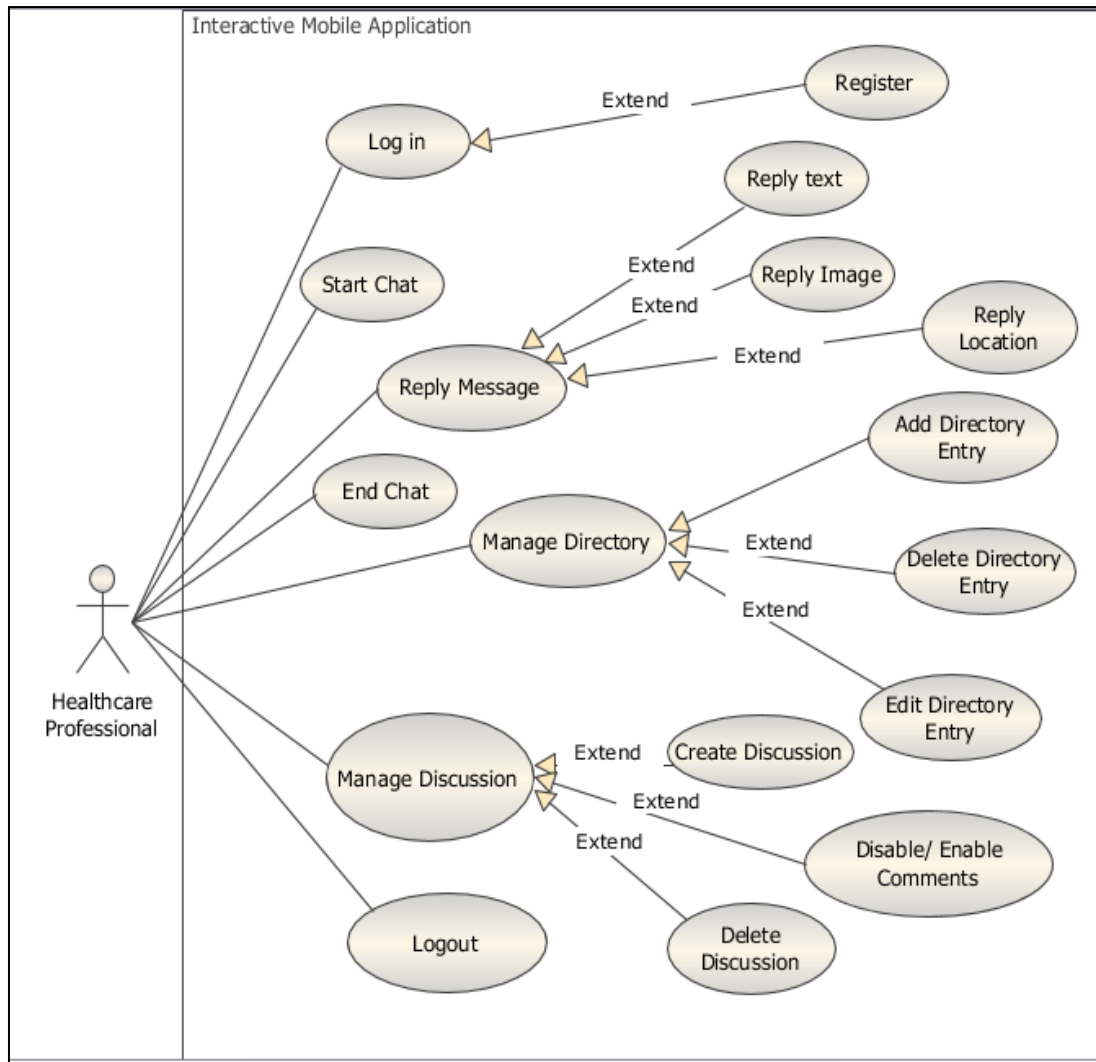 Interactive Mobile Application
Register
Extend
Log in
Reply text
Extend
Reply Image
Start Chat
Extend
Reply
Location
Extend
Reply Message
Add Directory
Entry
End Chat
Manage Directory
Extend
Delete Directory
Entry
Extend
Healthcare
Professional
Edit Directory
Entry
Extend
Create Discussion
Manage Discussion
Extend
Disable/ Enable
Comments
Extend
Logout
Delete
Discussion